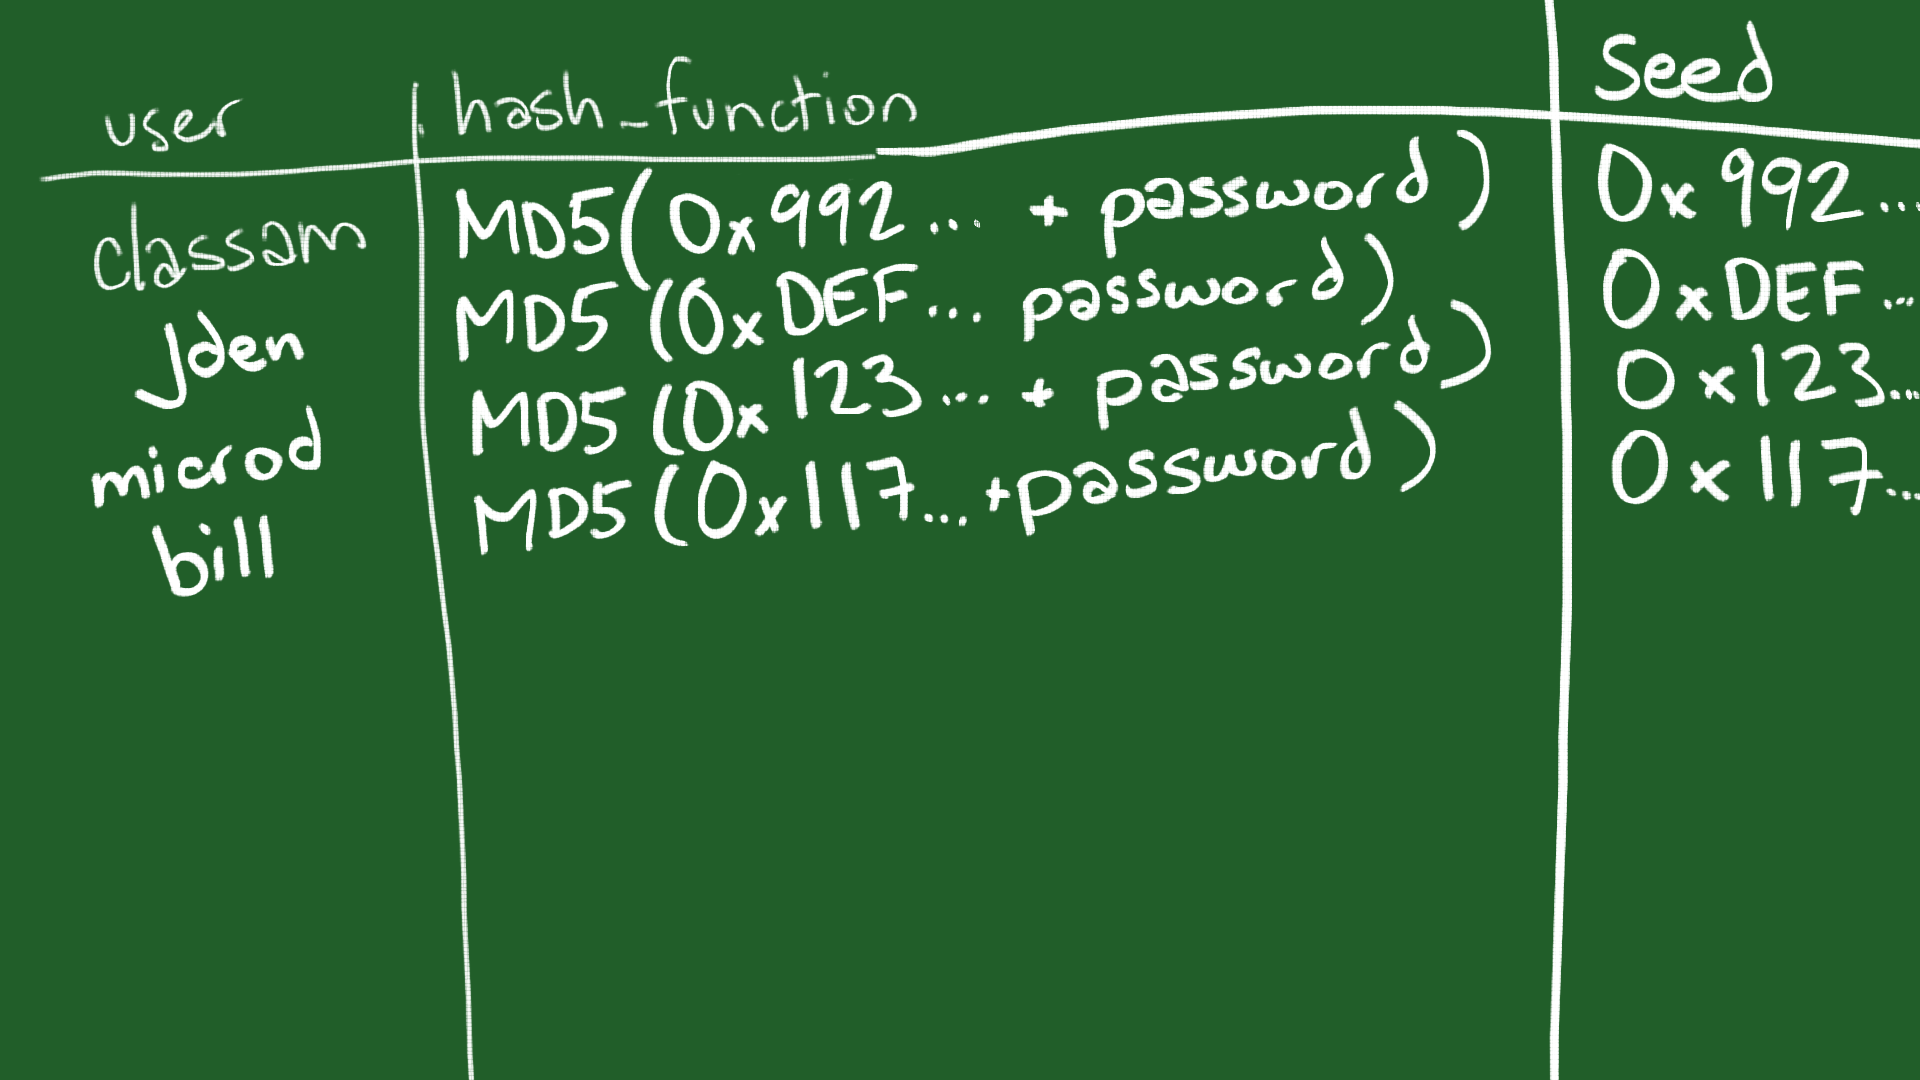 user hash_function Seed
classam MD5(0x992... + password) 0x992...
Jden MD5(0xDEF... password) 0xDEF...
microd MD5(0x123... + password) 0x123...
bill MD5(0x117... +password) 0x117...